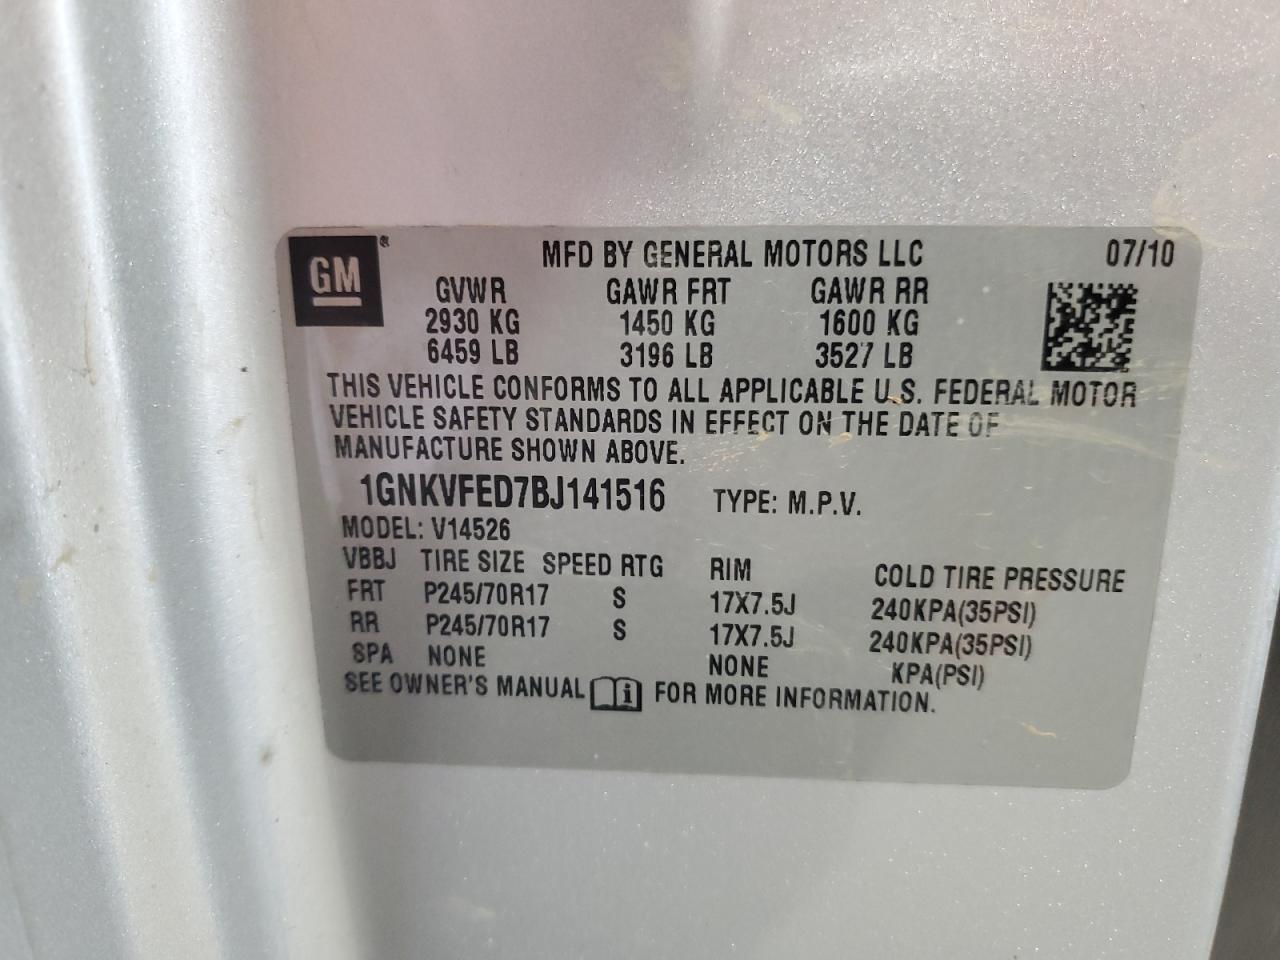 GM® MFD BY GENERAL MOTORS LLC 07/10
GVWR GAWR FRT GAWR RR
2930 KG 1450 KG 1600 KG
6459 LB 3196 LB 3527 LB
THIS VEHICLE CONFORMS TO ALL APPLICABLE U.S. FEDERAL MOTOR
VEHICLE SAFETY STANDARDS IN EFFECT ON THE DATE OF
MANUFACTURE SHOWN ABOVE.
1GNKVFED7BJ141516 TYPE: M.P.V.
MODEL: V14526
VBBJ TIRE SIZE SPEED RTG RIM COLD TIRE PRESSURE
FRT P245/70R17 S 17X7.5J 240KPA(35PSI)
RR P245/70R17 S 17X7.5J 240KPA(35PSI)
SPA NONE NONE KPA(PSI)
SEE OWNER'S MANUAL i FOR MORE INFORMATION.